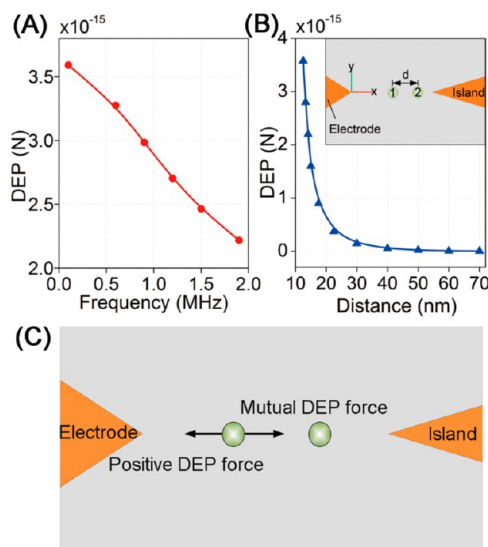 (A)
x10⁻¹⁵
4.0
3.5
3.0
2.5
2.0
DEP (N)
0.0
0.5
1.0
1.5
2.0
Frequency (MHz)
(B)
x10⁻¹⁵
4
3
2
1
0
DEP (N)
y
x
d
1
2
Electrode
Island
10
20
30
40
50
60
70
Distance (nm)
(C)
Mutual DEP force
Electrode
Island
Positive DEP force